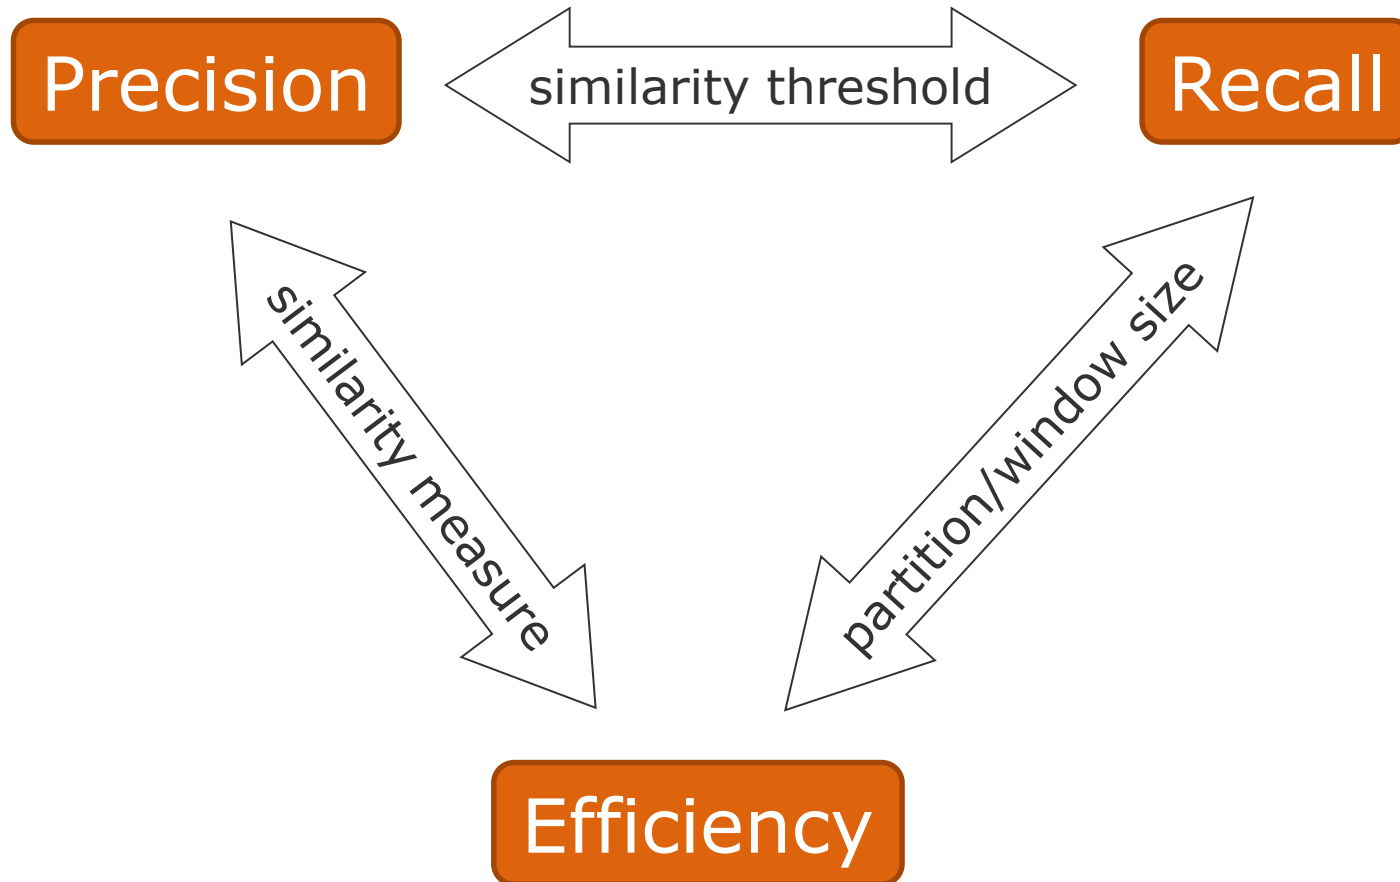 Precision
similarity threshold
Recall
similarity measure
partition/window size
Efficiency